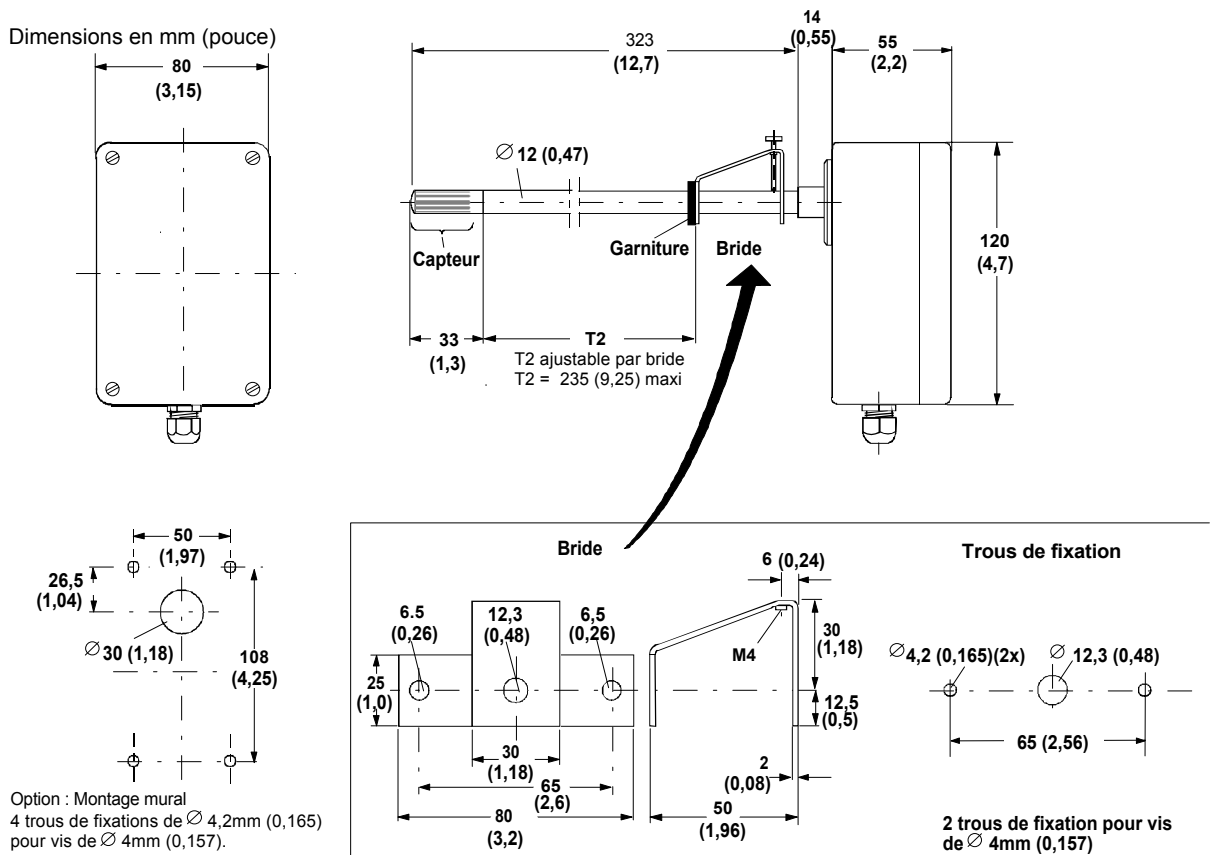 Dimensions en mm (pouce)
80
(3,15)
323
(12,7)
14
(0,55)
55
(2,2)
∅ 12 (0,47)
Capteur
Garniture
Bride
120
(4,7)
33
(1,3)
T2
T2 ajustable par bride
T2 = 235 (9,25) maxi
50
(1,97)
26,5
(1,04)
∅ 30 (1,18)
108
(4,25)
Option : Montage mural
4 trous de fixations de ∅ 4,2mm (0,165)
pour vis de ∅ 4mm (0,157).
Bride
6.5
(0,26)
12,3
(0,48)
6,5
(0,26)
25
(1,0)
30
(1,18)
65
(2,6)
80
(3,2)
6 (0,24)
M4
30
(1,18)
12,5
(0,5)
2
(0,08)
50
(1,96)
Trous de fixation
∅ 4,2 (0,165)(2x)
∅ 12,3 (0,48)
65 (2,56)
2 trous de fixation pour vis
de ∅ 4mm (0,157)